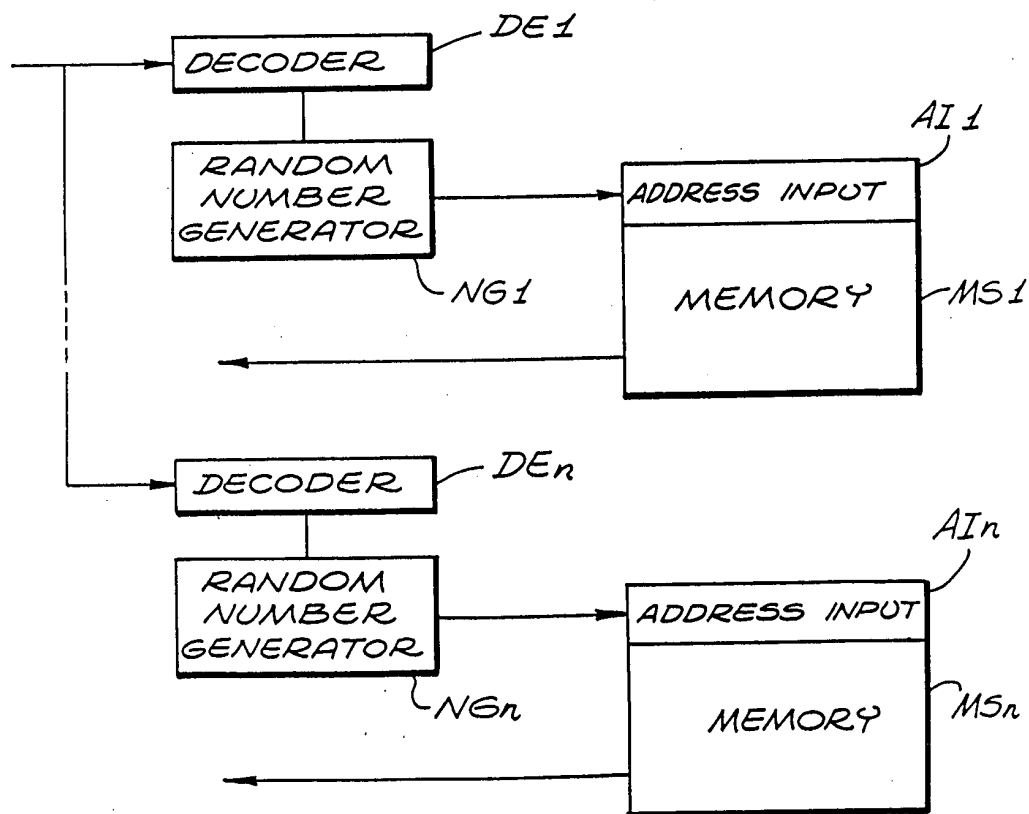 DE1
DECODER
AI1
RANDOM
NUMBER
GENERATOR
ADDRESS INPUT
NG1
MEMORY
MS1
DECODER
DEn
AIn
RANDOM
NUMBER
GENERATOR
ADDRESS INPUT
NGn
MEMORY
MSn